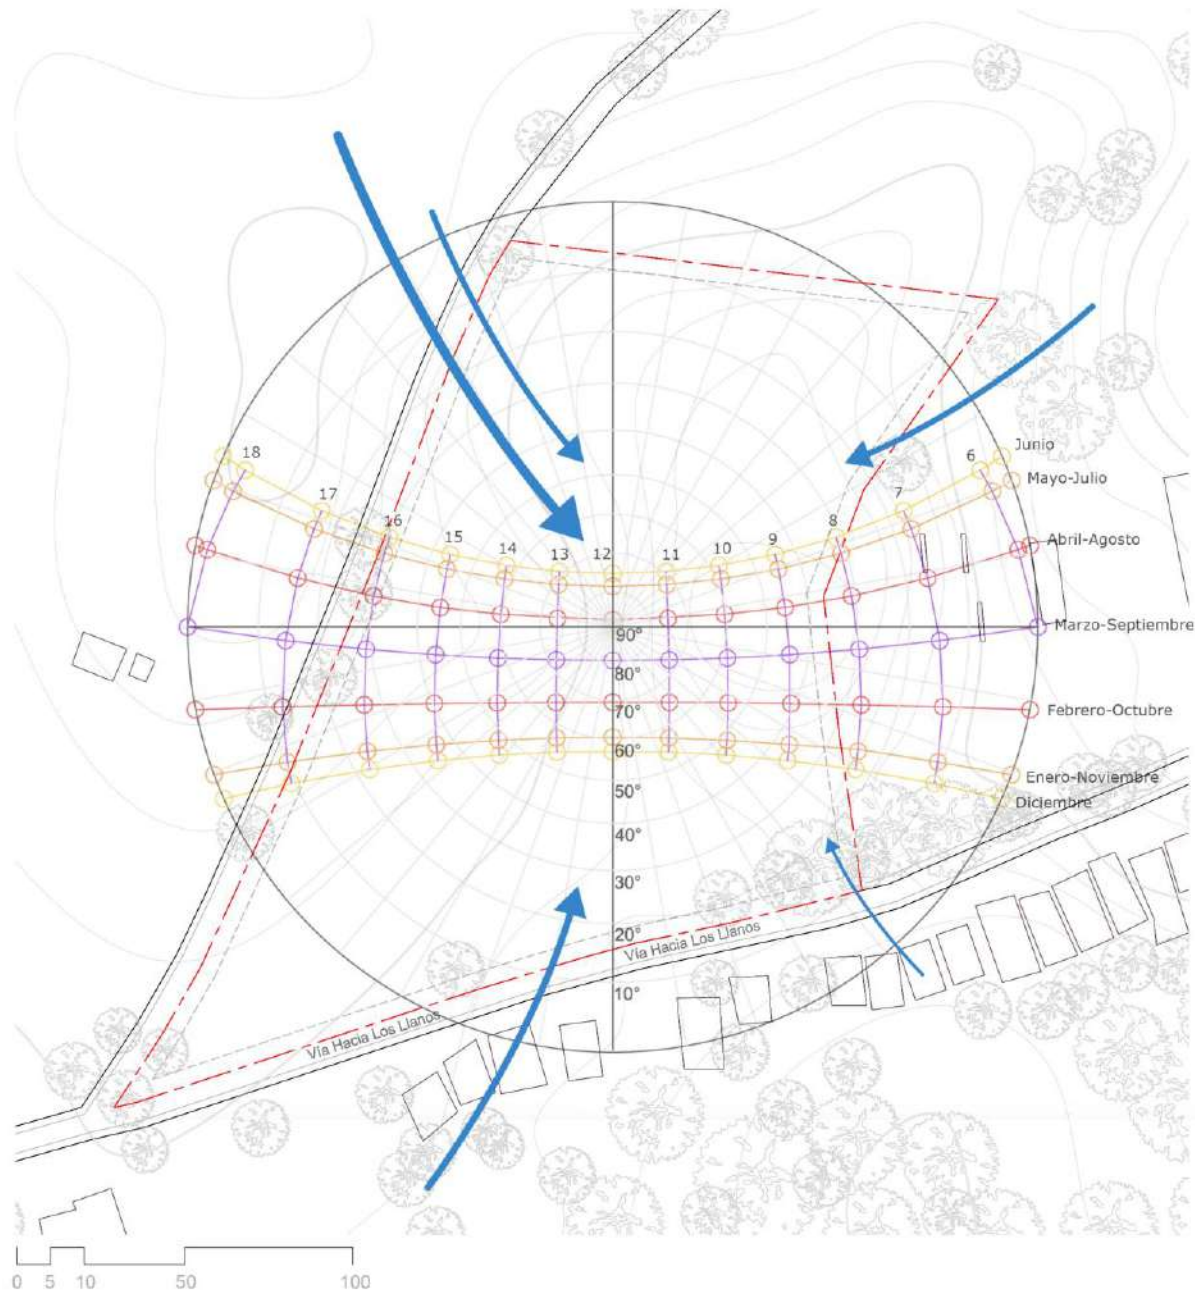 Junio
18
6
Mayo-Julio
17
7
16
8
15
9
14
13
12
11
10
Abril-Agosto
90°
Marzo-Septiembre
80°
70°
Febrero-Octubre
60°
Enero-Noviembre
50°
Diciembre
40°
30°
20°
Vía Hacia Los Llanos
10°
Vía Hacia Los Llanos
0 5 10 50 100